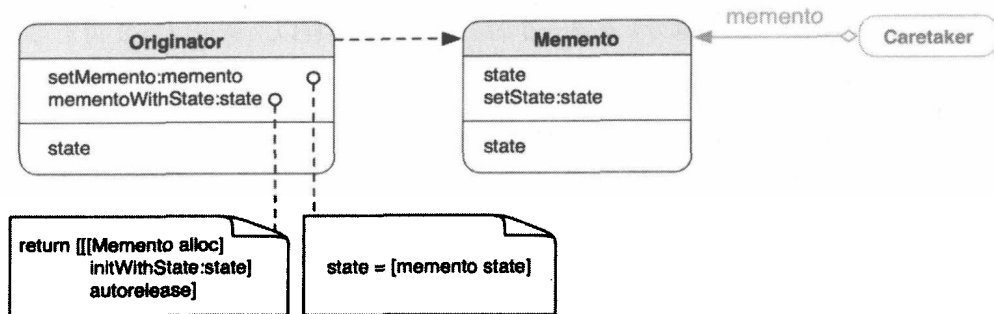 memento
Originator
Memento
Caretaker
setMemento:memento
mementoWithState:state
state
state
setState:state
state
return [[[Memento alloc]
initWithState:state]
autorelease]
state = [memento state]